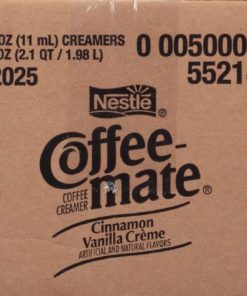 OZ (11 mL) CREAMERS
0 005000
OZ (2.1 QT / 1.98 L)
5521
2025
Nestlé®
Coffee-
mate®
COFFEE
CREAMER
Cinnamon
Vanilla Crème
ARTIFICIAL AND NATURAL FLAVORS